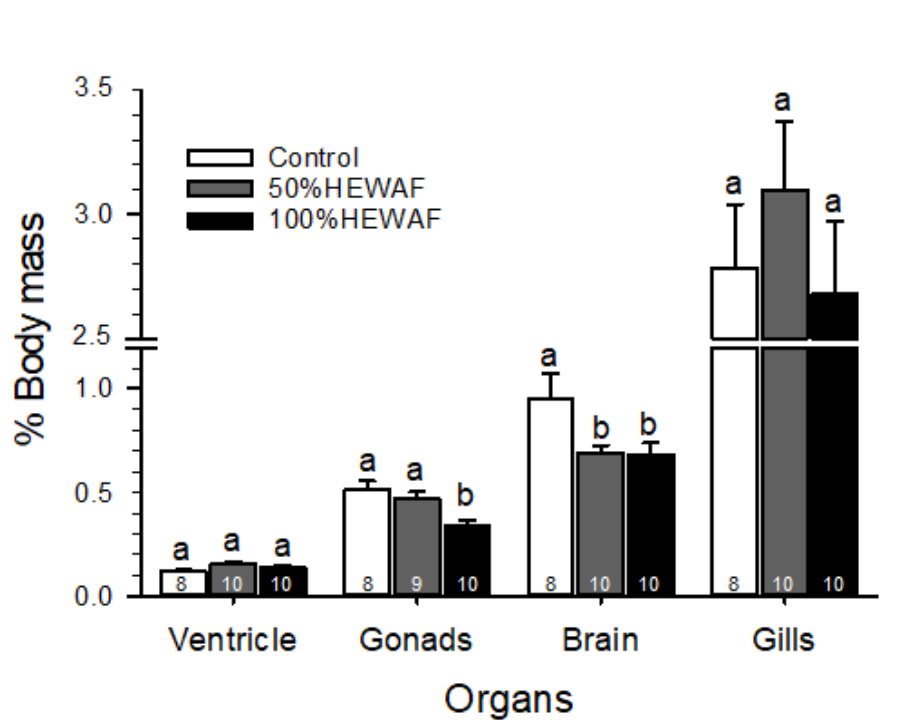 3.5
3.0
2.5
1.0
0.5
0.0
% Body mass
Control
50%HEWAF
100%HEWAF
a a a
a a b
a b b
a a a
8 10 10
8 9 10
8 10 10
8 10 10
Ventricle Gonads Brain Gills
Organs